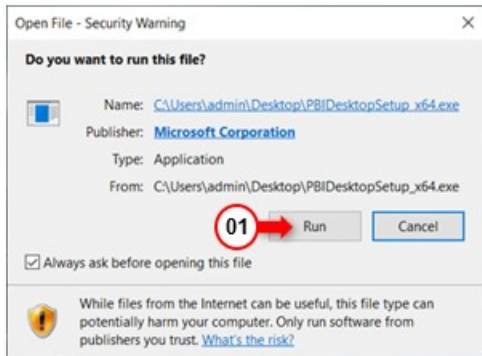 Open File - Security Warning
Do you want to run this file?
Name: C:\Users\admin\Desktop\PBIDesktopSetup_x64.exe
Publisher: Microsoft Corporation
Type: Application
From: C:\Users\admin\Desktop\PBIDesktopSetup_x64.exe
01 Run Cancel
Always ask before opening this file
While files from the Internet can be useful, this file type can
potentially harm your computer. Only run software from
publishers you trust. What's the risk?